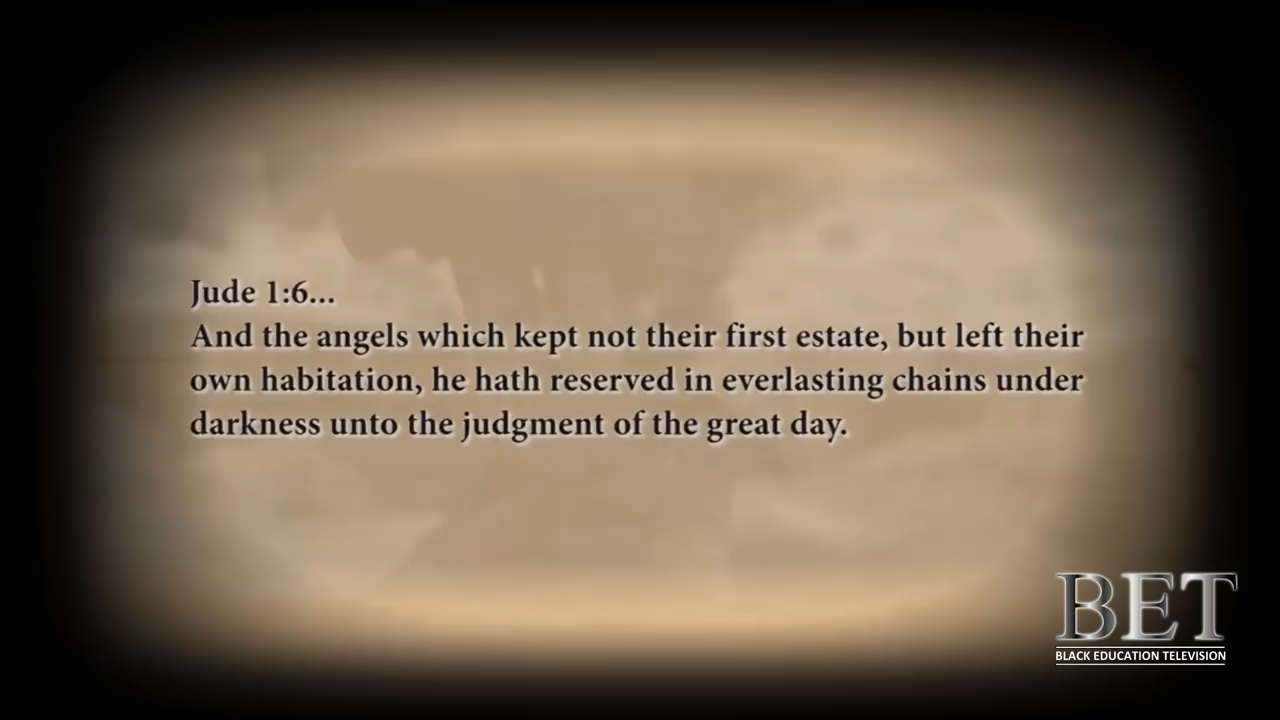 Jude 1:6...
And the angels which kept not their first estate, but left their
own habitation, he hath reserved in everlasting chains under
darkness unto the judgment of the great day.
BET
BLACK EDUCATION TELEVISION